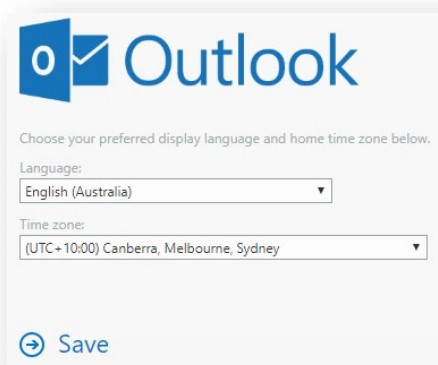 Outlook
Choose your preferred display language and home time zone below.
Language:
English (Australia)
Time zone:
(UTC+10:00) Canberra, Melbourne, Sydney
Save